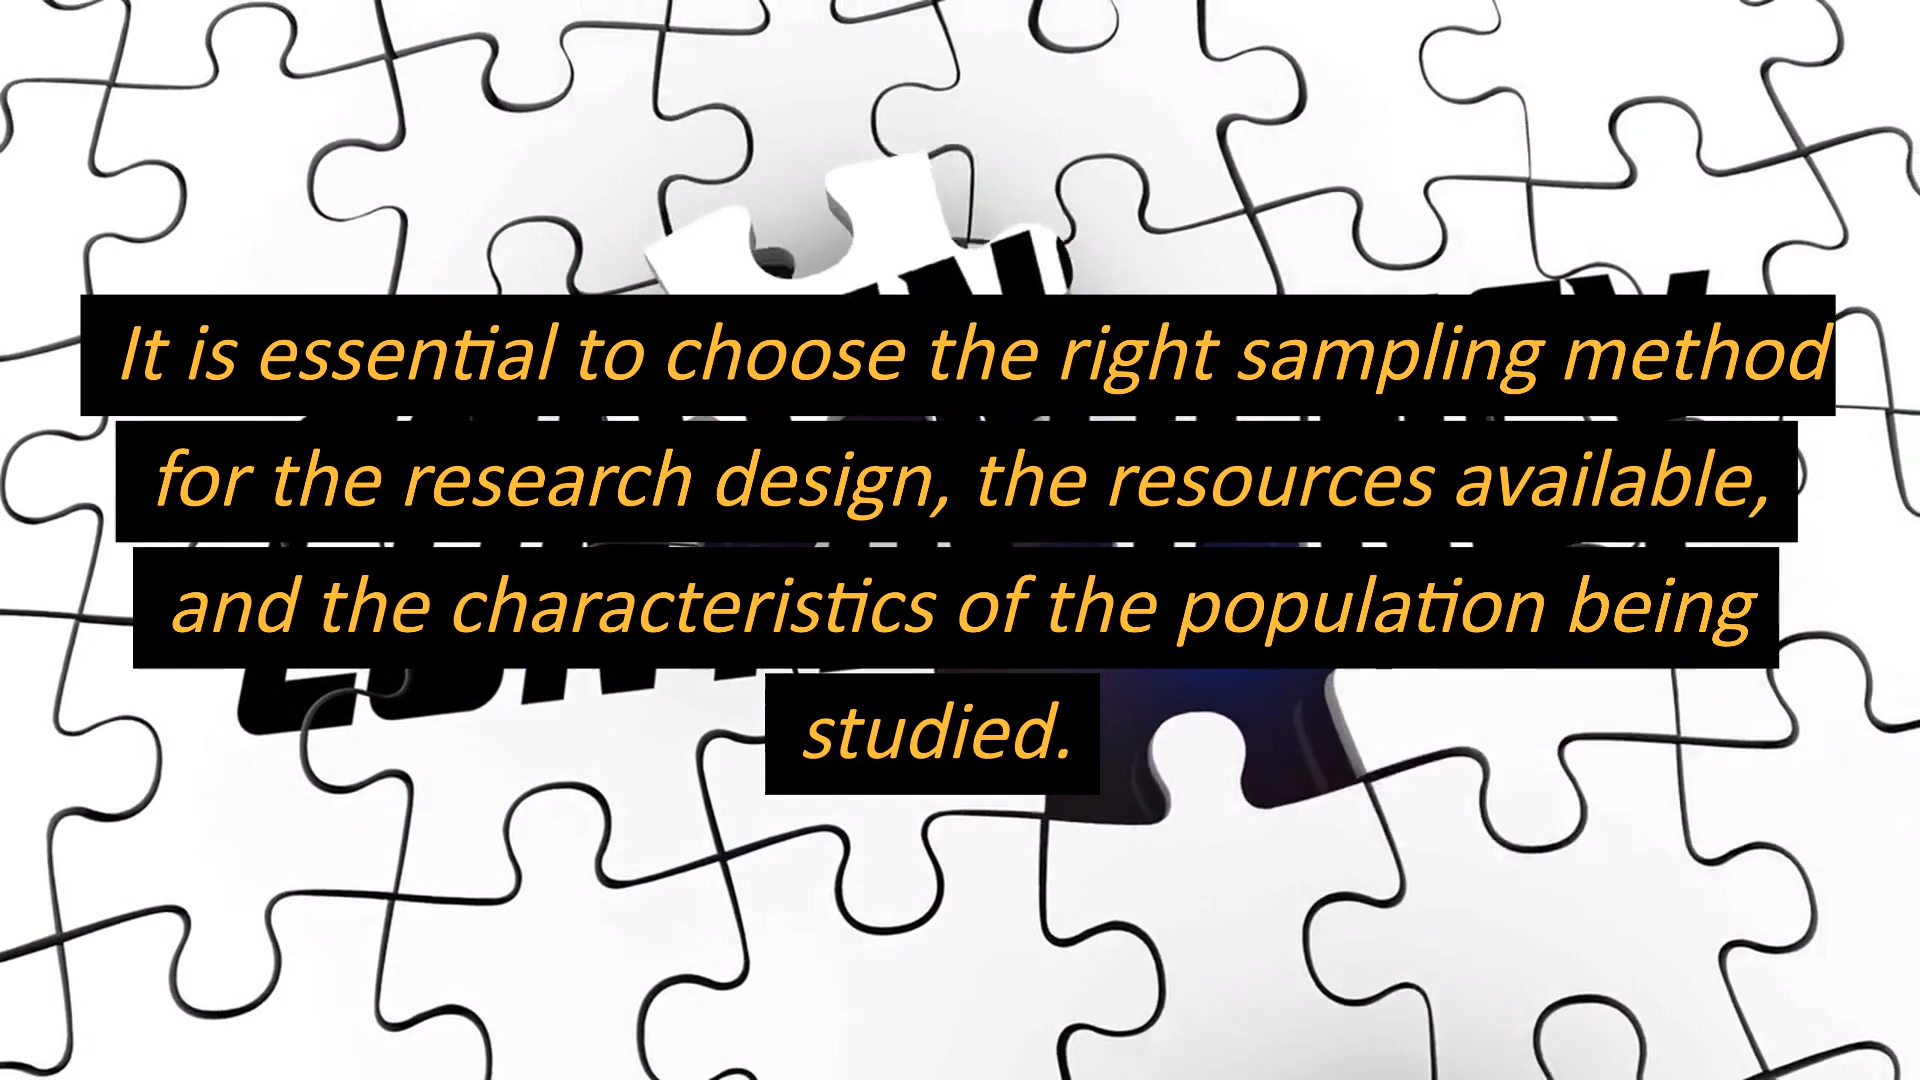 It is essential to choose the right sampling method
for the research design, the resources available,
and the characteristics of the population being
studied.